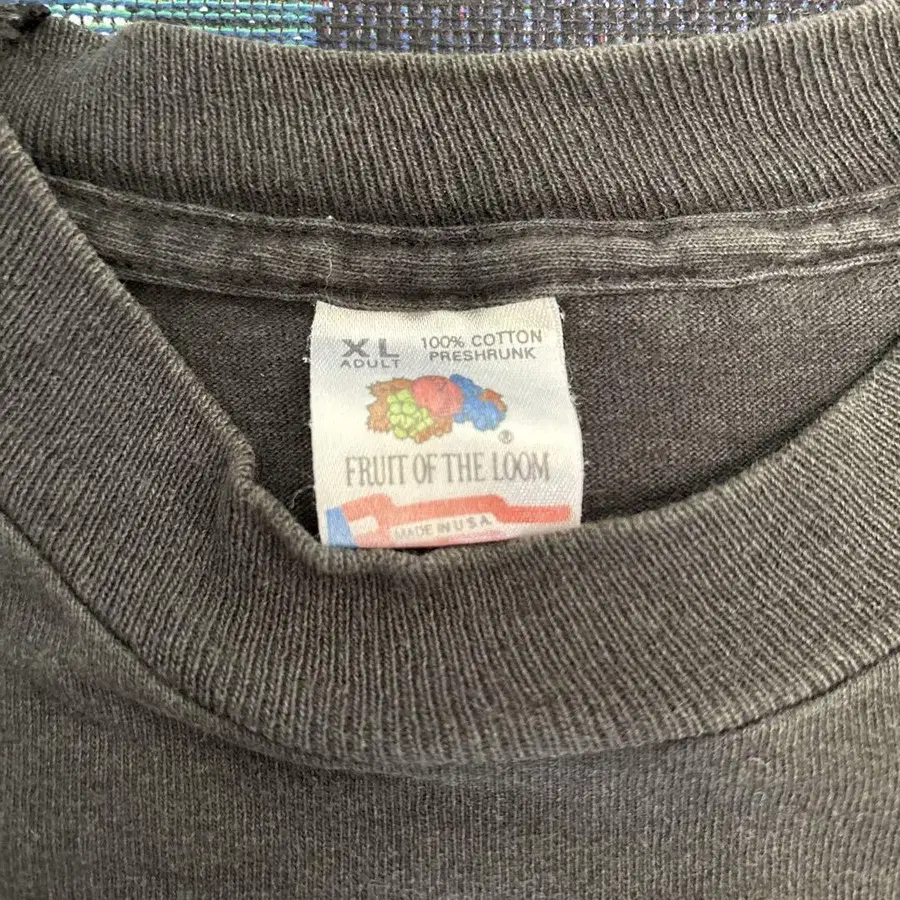 XL
ADULT
100% COTTON
PRESHRUNK
®
FRUIT OF THE LOOM
MADE IN U.S.A.